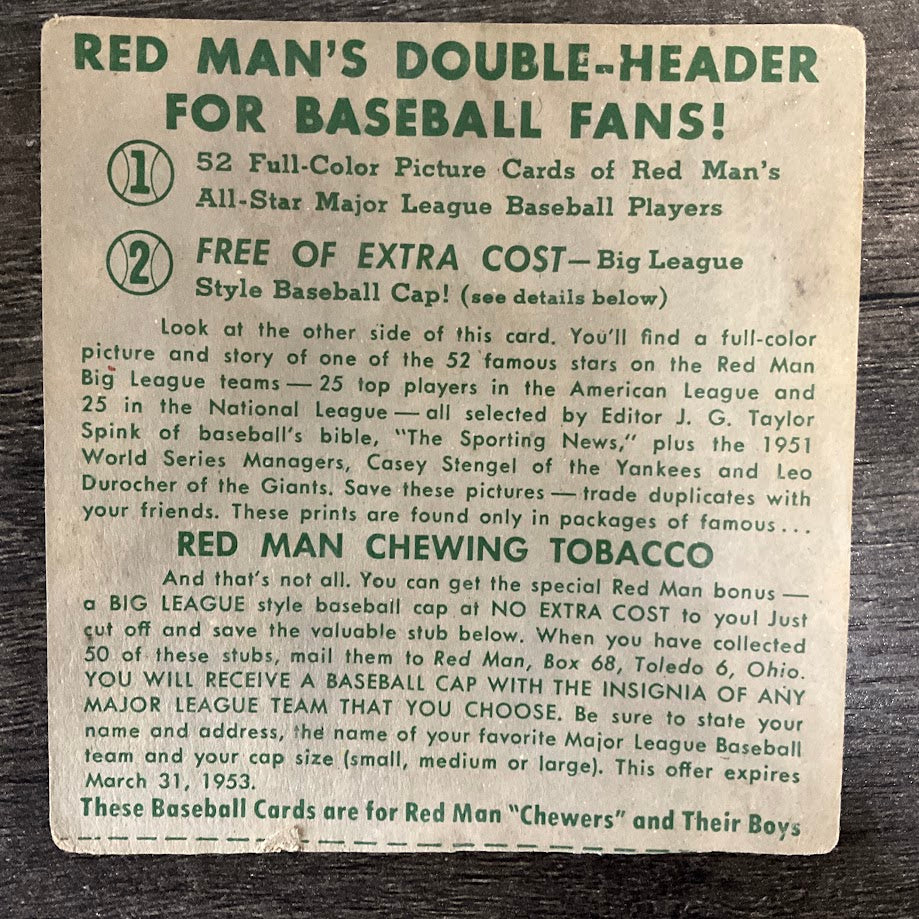 RED MAN'S DOUBLE-HEADER
FOR BASEBALL FANS!
1 52 Full-Color Picture Cards of Red Man's
All-Star Major League Baseball Players
2 FREE OF EXTRA COST—Big League
Style Baseball Cap! (see details below)
Look at the other side of this card. You'll find a full-color
picture and story of one of the 52 famous stars on the Red Man
Big League teams — 25 top players in the American League and
25 in the National League — all selected by Editor J. G. Taylor
Spink of baseball's bible, "The Sporting News," plus the 1951
World Series Managers, Casey Stengel of the Yankees and Leo
Durocher of the Giants. Save these pictures — trade duplicates with
your friends. These prints are found only in packages of famous...
RED MAN CHEWING TOBACCO
And that's not all. You can get the special Red Man bonus —
a BIG LEAGUE style baseball cap at NO EXTRA COST to you! Just
cut off and save the valuable stub below. When you have collected
50 of these stubs, mail them to Red Man, Box 68, Toledo 6, Ohio.
YOU WILL RECEIVE A BASEBALL CAP WITH THE INSIGNIA OF ANY
MAJOR LEAGUE TEAM THAT YOU CHOOSE. Be sure to state your
name and address, the name of your favorite Major League Baseball
team and your cap size (small, medium or large). This offer expires
March 31, 1953.
These Baseball Cards are for Red Man "Chewers" and Their Boys